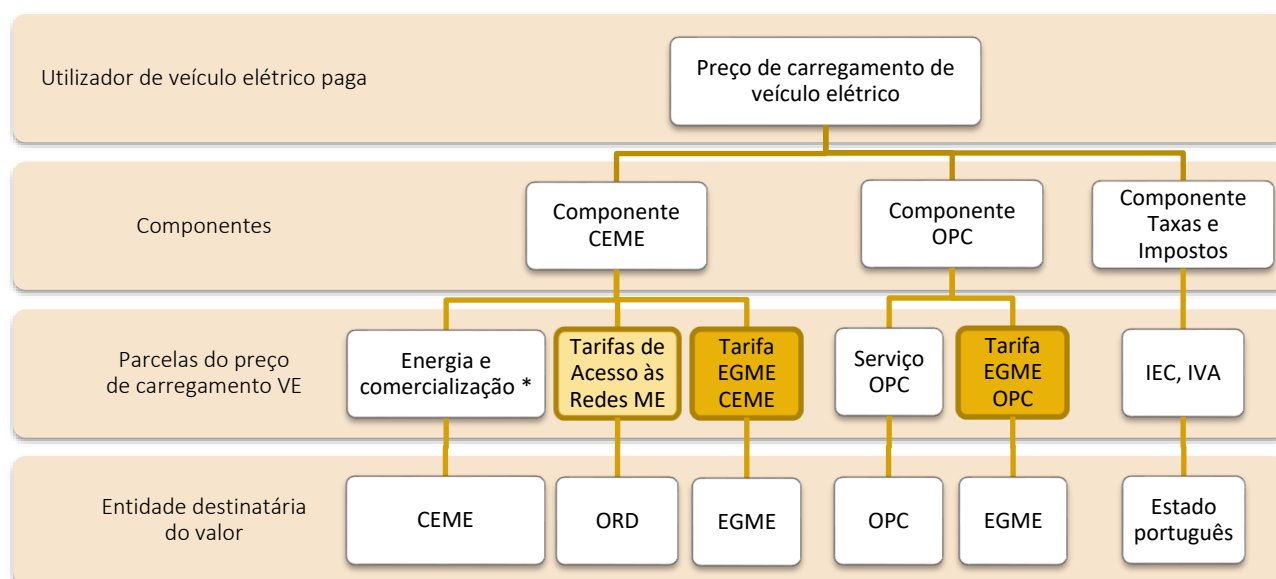 Utilizador de veículo elétrico paga
Preço de carregamento de
veículo elétrico
Componentes
Componente
CEME
Componente
OPC
Componente
Taxas e
Impostos
Parcelas do preço
de carregamento VE
Energia e
comercialização *
Tarifas de
Acesso às
Redes ME
Tarifa
EGME
CEME
Serviço
OPC
Tarifa
EGME
OPC
IEC, IVA
Entidade destinatária
do valor
CEME
ORD
EGME
OPC
EGME
Estado
português